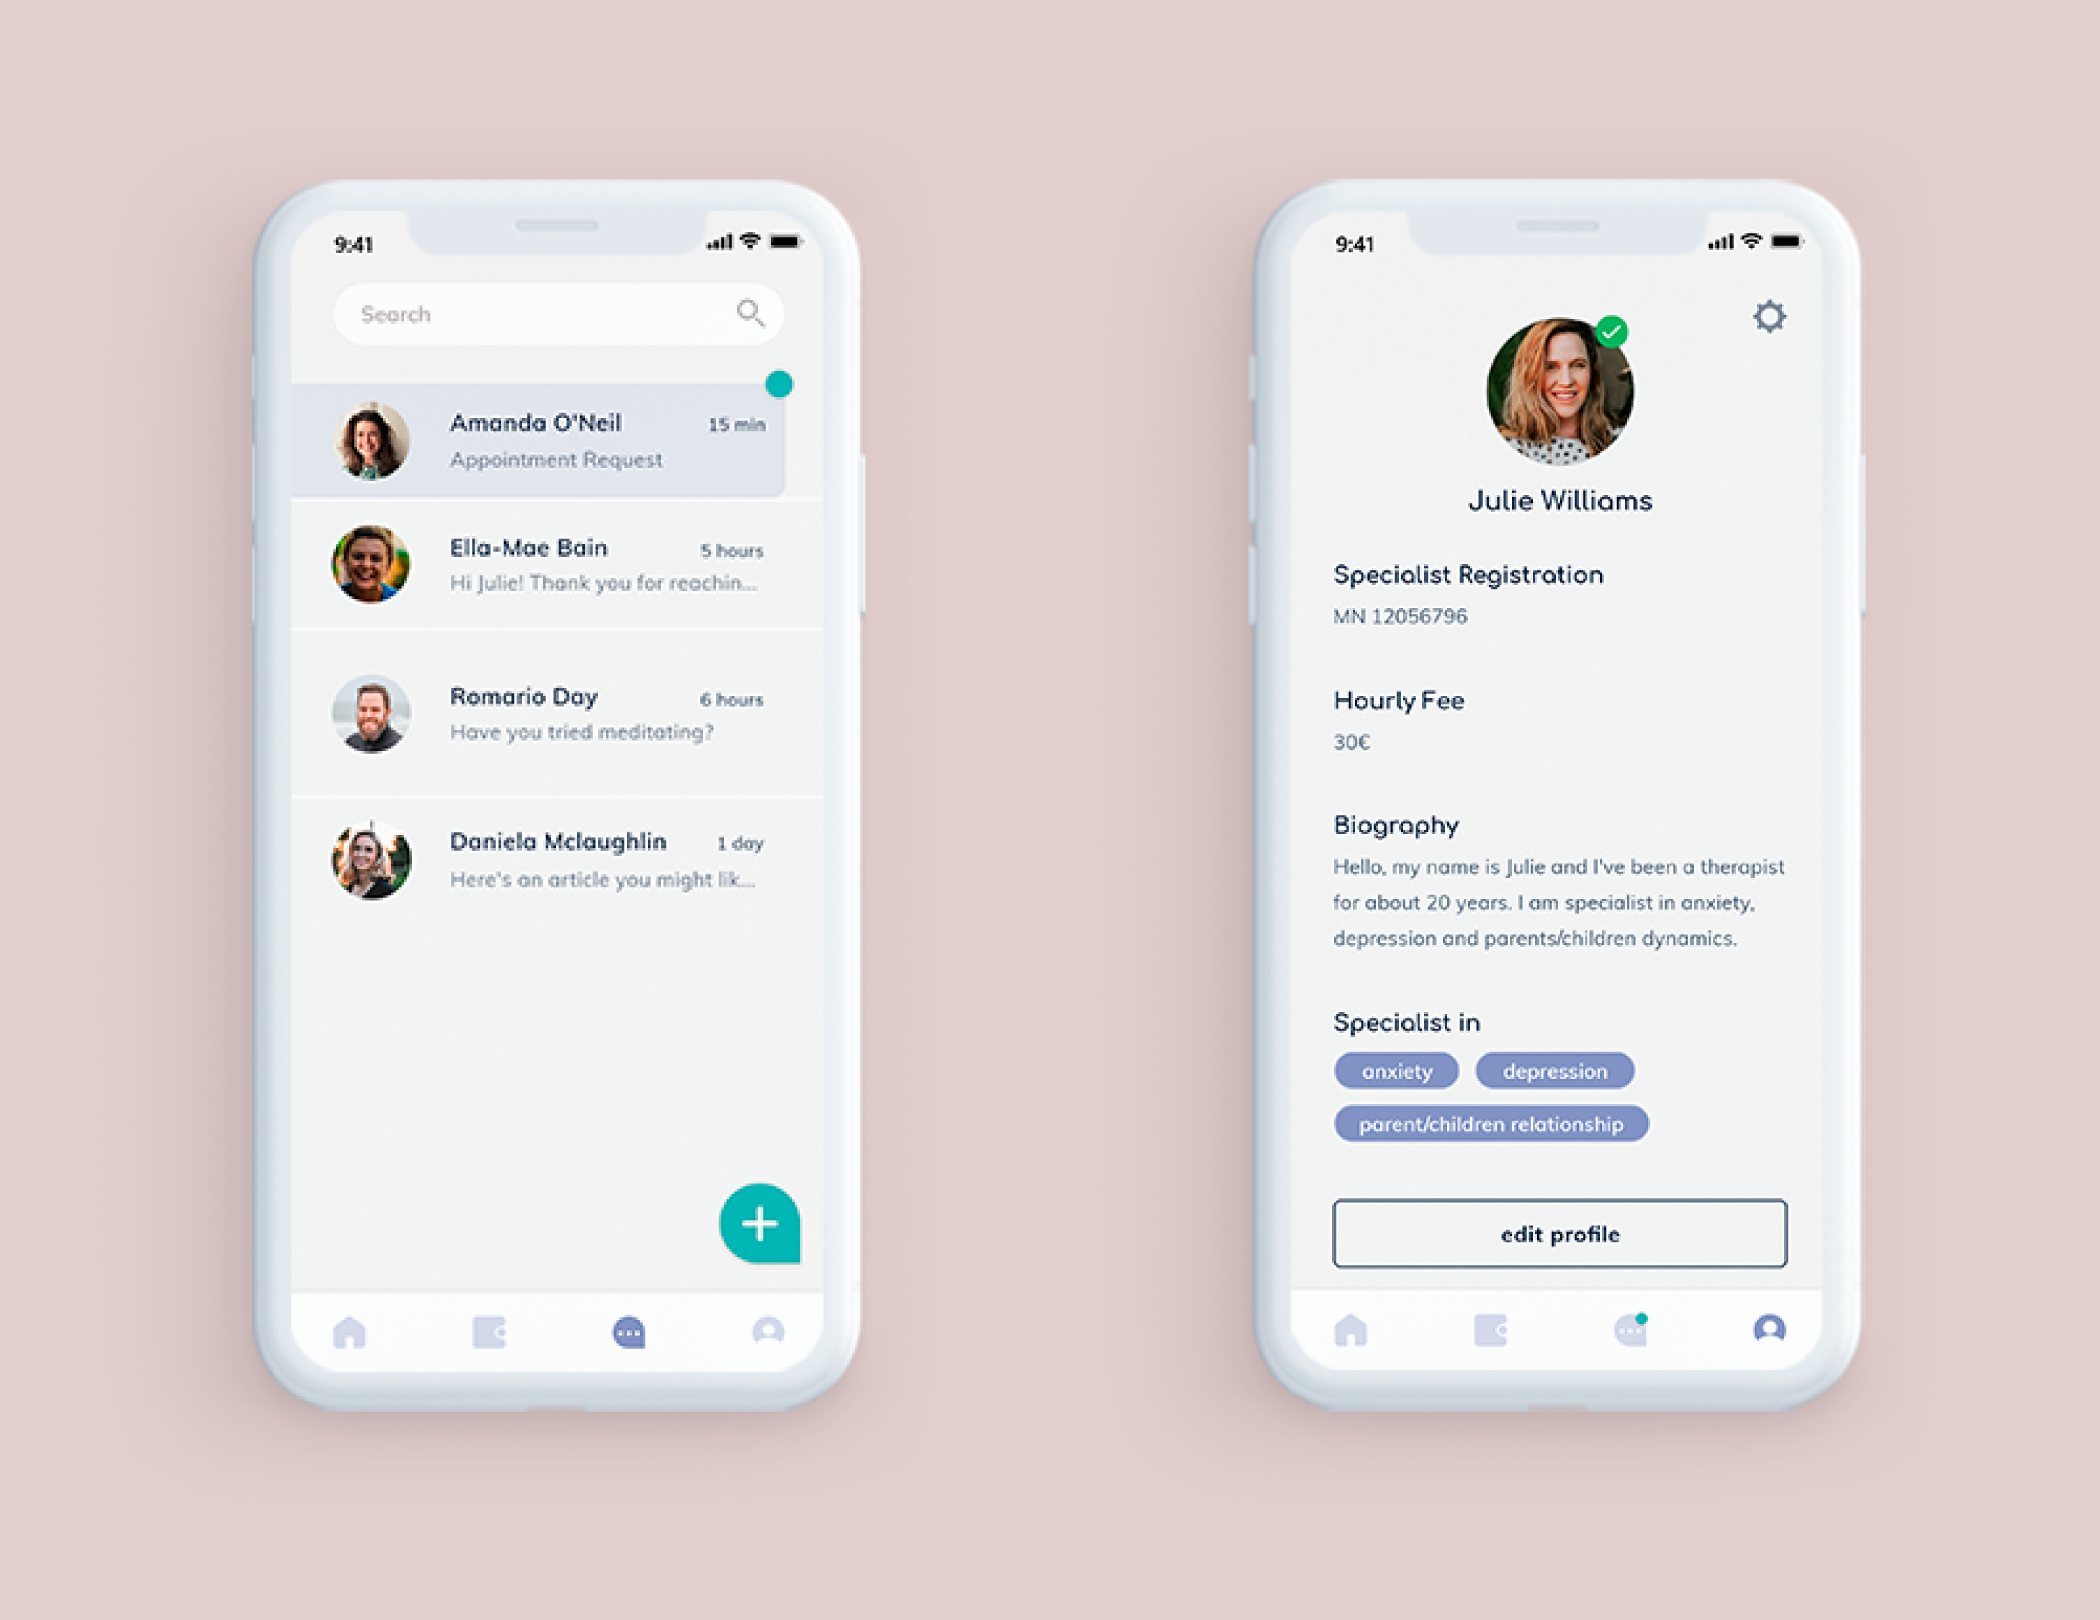 9:41
Search
Amanda O'Neil
15 min
Appointment Request
Ella-Mae Bain
5 hours
Hi Julie! Thank you for reachin...
Romario Day
6 hours
Have you tried meditating?
Daniela Mclaughlin
1 day
Here's an article you might lik...
9:41
Julie Williams
Specialist Registration
MN 12056796
Hourly Fee
30€
Biography
Hello, my name is Julie and I've been a therapist
for about 20 years. I am specialist in anxiety,
depression and parents/children dynamics.
Specialist in
anxiety
depression
parent/children relationship
edit profile